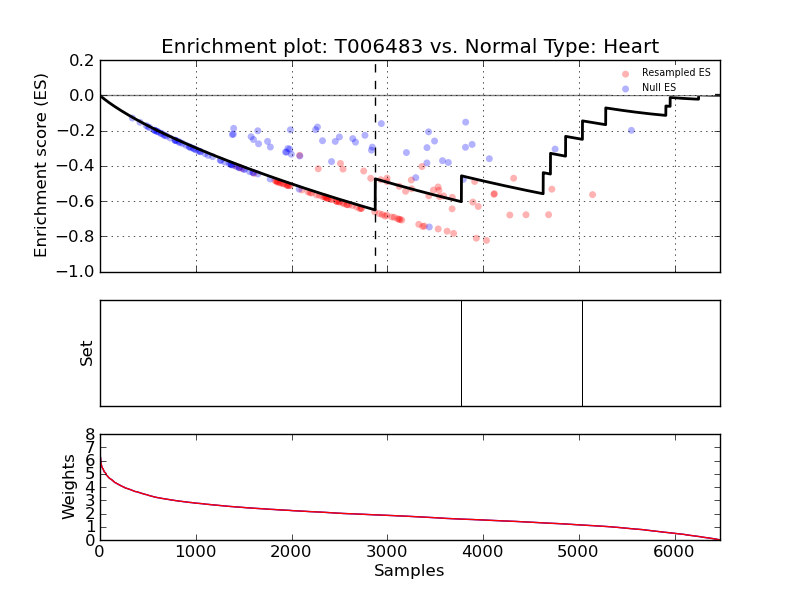 Enrichment plot: T006483 vs. Normal Type: Heart
Enrichment score (ES)
0.2
0.0
−0.2
−0.4
−0.6
−0.8
−1.0
Resampled ES
Null ES
Set
Weights
8
7
6
5
4
3
2
1
0
0 1000 2000 3000 4000 5000 6000
Samples